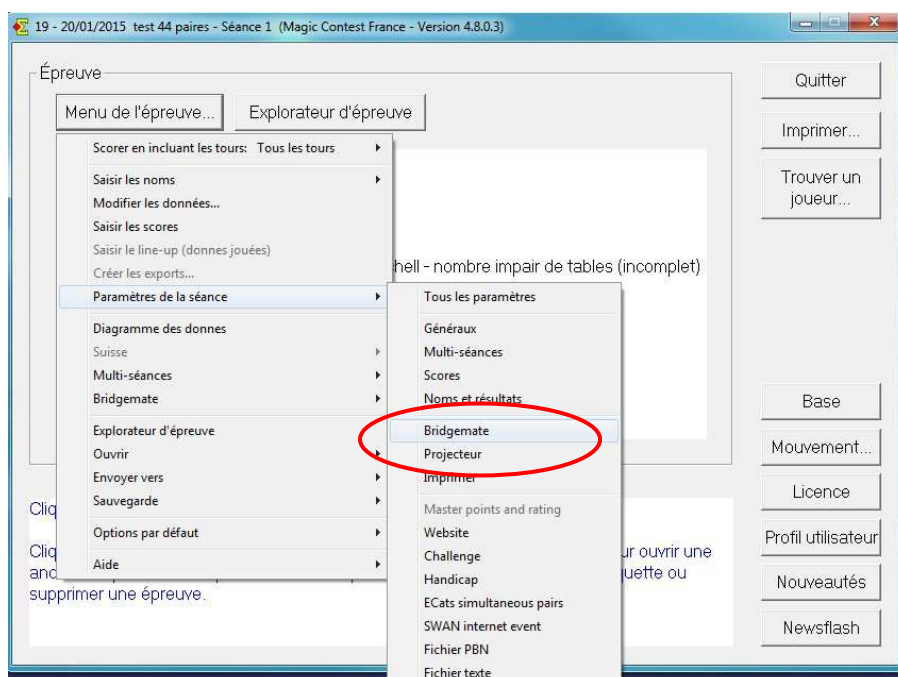 19 - 20/01/2015 test 44 paires - Séance 1 (Magic Contest France - Version 4.8.0.3)
Épreuve
Menu de l'épreuve...
Explorateur d'épreuve
Scorer en incluant les tours: Tous les tours
Saisir les noms
Modifier les données...
Saisir les scores
Saisir le line-up (donnes jouées)
Créer les exports...
Paramètres de la séance
Diagramme des donnes
Suisse
Multi-séances
Bridgemate
Explorateur d'épreuve
Ouvrir
Envoyer vers
Sauvegarde
Options par défaut
Aide
hell - nombre impair de tables (incomplet)
Tous les paramètres
Généraux
Multi-séances
Scores
Noms et résultats
Bridgemate
Projecteur
Imprimer
Master points and rating
Website
Challenge
Handicap
ECats simultaneous pairs
SWAN internet event
Fichier PBN
Fichier texte
Cliq
Cliq ur ouvrir une
anc quette ou
supprimer une épreuve.
Quitter
Imprimer...
Trouver un
joueur...
Base
Mouvement...
Licence
Profil utilisateur
Nouveautés
Newsflash